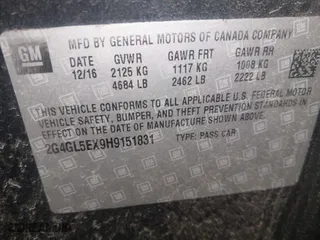 GM
MFD BY GENERAL MOTORS OF CANADA COMPANY
DATE GVWR GAWR FRT GAWR RR
12/16 2125 KG 1117 KG 1008 KG
4684 LB 2462 LB 2222 LB
THIS VEHICLE CONFORMS TO ALL APPLICABLE U.S. FEDERAL MOTOR
VEHICLE SAFETY, BUMPER, AND THEFT PREVENTION STANDARDS
IN EFFECT ON THE DATE OF MANUFACTURE SHOWN ABOVE.
2G4GL5EX9H9151831 TYPE: PASS CAR